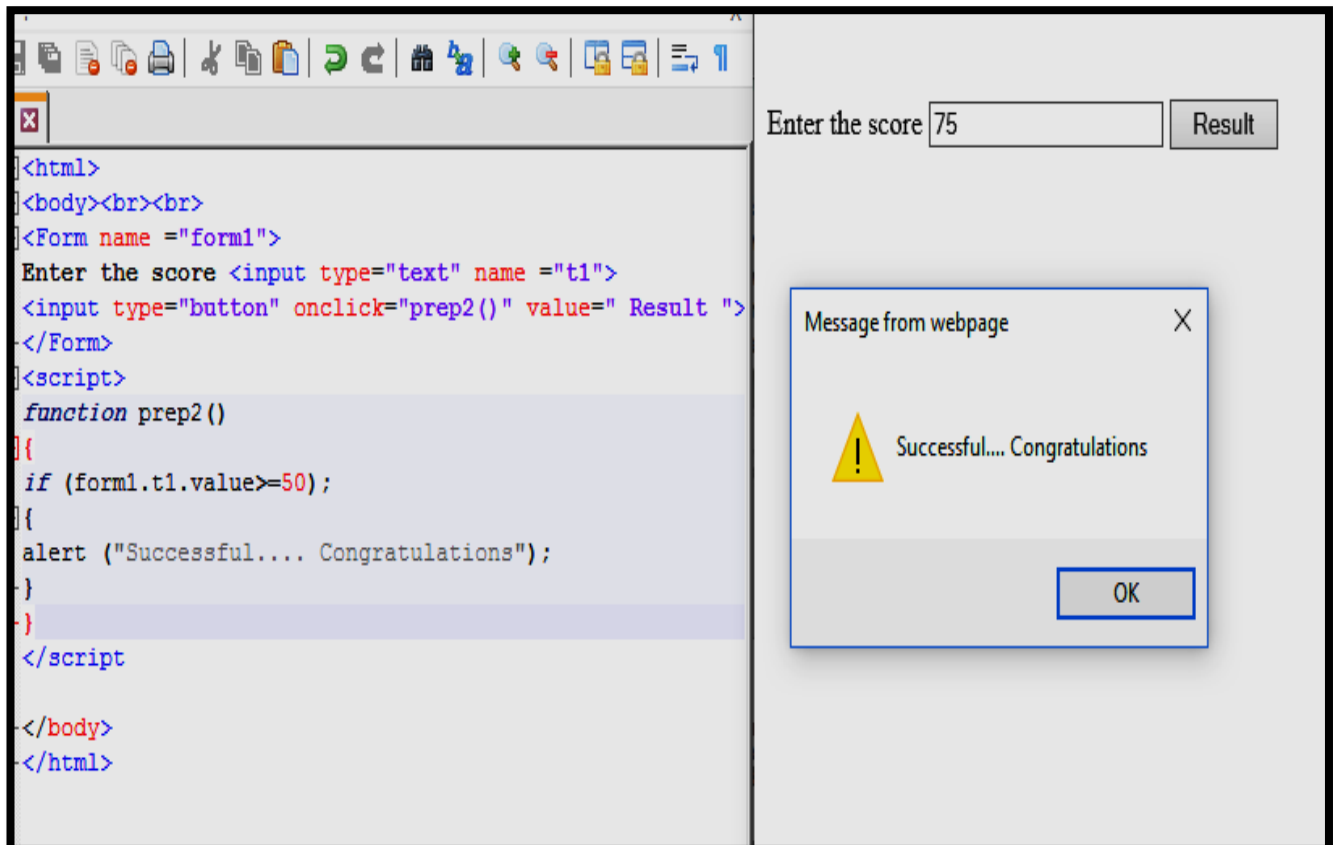 <html>
<body><br><br>
<Form name ="form1">
Enter the score <input type="text" name ="t1">
<input type="button" onclick="prep2()" value=" Result ">
</Form>
<script>
function prep2()
{
if (form1.t1.value>=50);
{
alert ("Successful.... Congratulations");
}
}
</script

</body>
</html>
Enter the score 75 Result
Message from webpage X
Successful.... Congratulations
OK